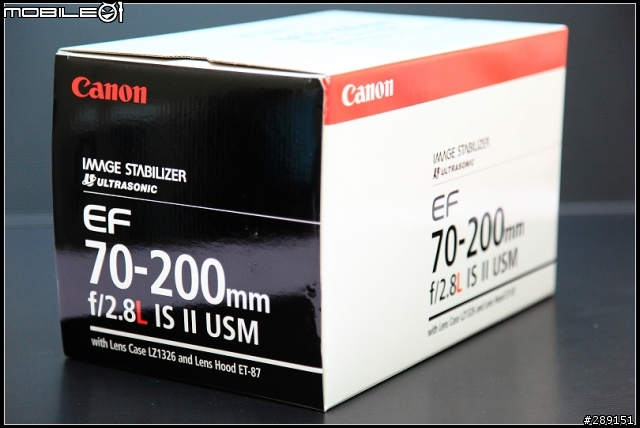 MOBILE01
Canon
IMAGE STABILIZER
ULTRASONIC
EF
70-200mm
f/2.8L IS II USM
with Lens Case LZ1326 and Lens Hood ET-87
Canon
IMAGE STABILIZER
ULTRASONIC
EF
70-200mm
f/2.8L IS II USM
with Lens Case LZ1326 and Lens Hood ET-87
#289151